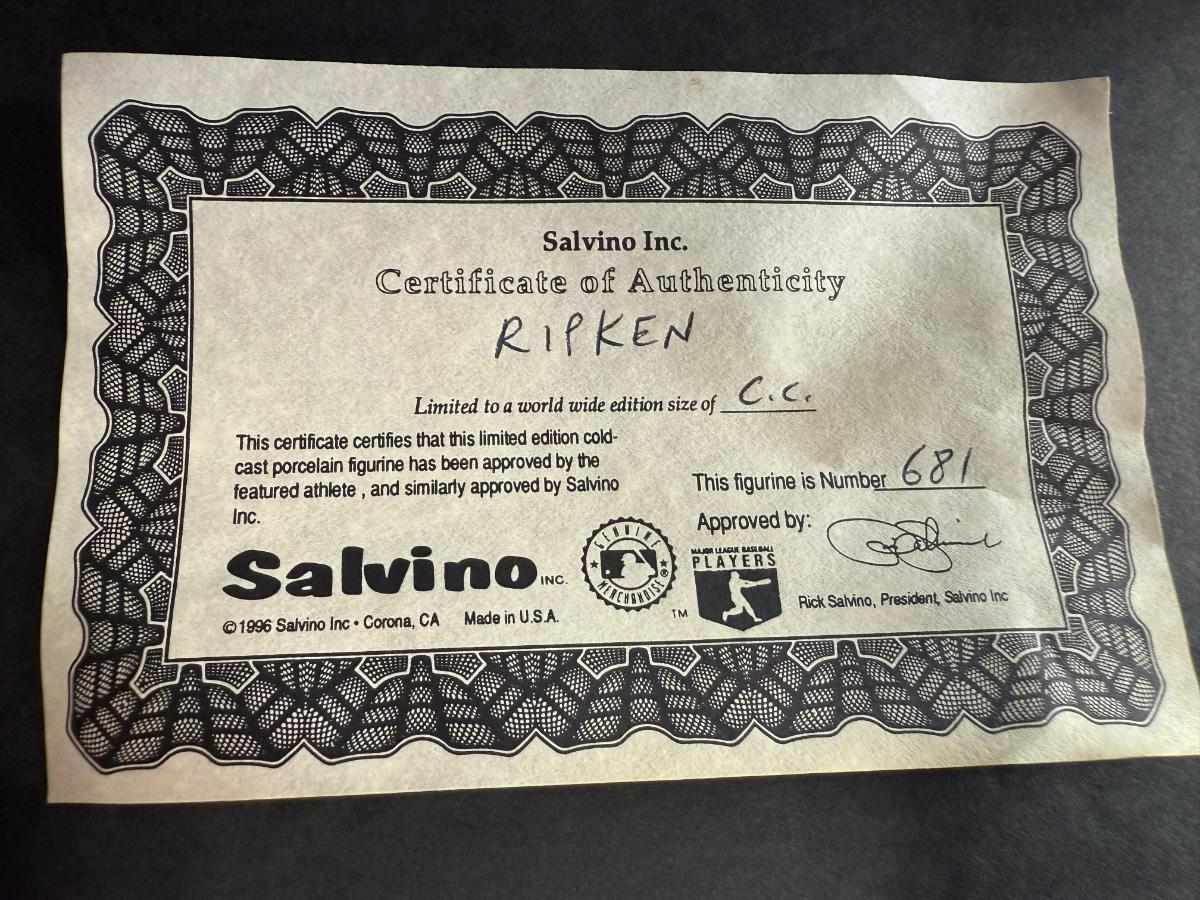 Salvino Inc.
Certificate of Authenticity
RIPKEN
Limited to a world wide edition size of C.C.
This certificate certifies that this limited edition cold-
cast porcelain figurine has been approved by the
featured athlete , and similarly approved by Salvino
Inc.
This figurine is Number 681
Approved by:
Salvino INC.
GENUINE
MERCHANDISE
®
TM
MAJOR LEAGUE BASEBALL
PLAYERS
Rick Salvino, President, Salvino Inc
©1996 Salvino Inc • Corona, CA Made in U.S.A.